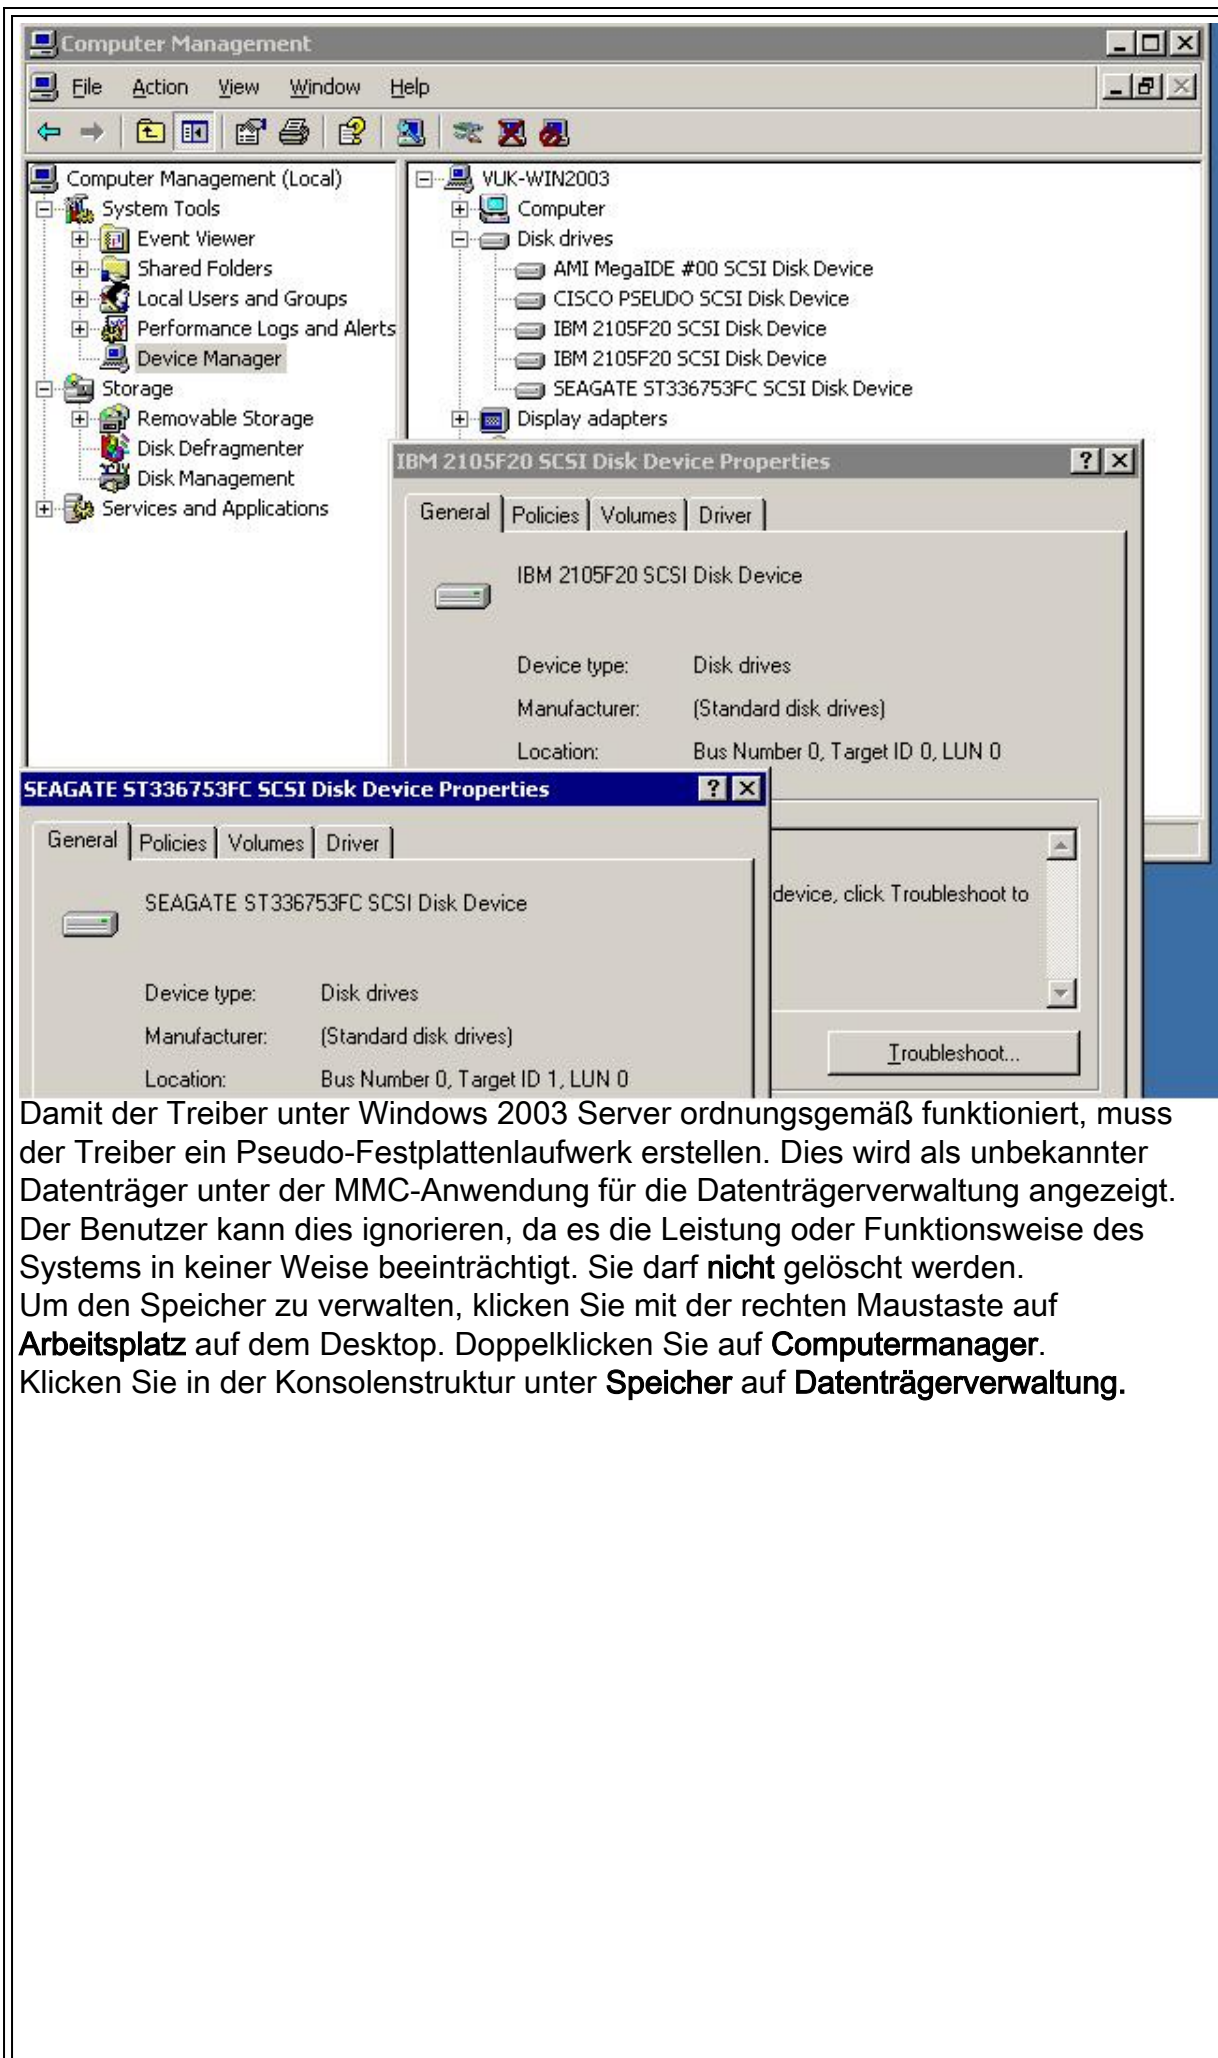 Computer Management
File Action View Window Help
Computer Management (Local)
System Tools
Event Viewer
Shared Folders
Local Users and Groups
Performance Logs and Alerts
Device Manager
Storage
Removable Storage
Disk Defragmenter
Disk Management
Services and Applications
VUK-WIN2003
Computer
Disk drives
AMI MegaIDE #00 SCSI Disk Device
CISCO PSEUDO SCSI Disk Device
IBM 2105F20 SCSI Disk Device
IBM 2105F20 SCSI Disk Device
SEAGATE ST336753FC SCSI Disk Device
Display adapters
IBM 2105F20 SCSI Disk Device Properties
General Policies Volumes Driver
IBM 2105F20 SCSI Disk Device
Device type: Disk drives
Manufacturer: (Standard disk drives)
Location: Bus Number 0, Target ID 0, LUN 0
device, click Troubleshoot to
Troubleshoot...
SEAGATE ST336753FC SCSI Disk Device Properties
General Policies Volumes Driver
SEAGATE ST336753FC SCSI Disk Device
Device type: Disk drives
Manufacturer: (Standard disk drives)
Location: Bus Number 0, Target ID 1, LUN 0
Damit der Treiber unter Windows 2003 Server ordnungsgemäß funktioniert, muss
der Treiber ein Pseudo-Festplattenlaufwerk erstellen. Dies wird als unbekannter
Datenträger unter der MMC-Anwendung für die Datenträgerverwaltung angezeigt.
Der Benutzer kann dies ignorieren, da es die Leistung oder Funktionsweise des
Systems in keiner Weise beeinträchtigt. Sie darf nicht gelöscht werden.
Um den Speicher zu verwalten, klicken Sie mit der rechten Maustaste auf
Arbeitsplatz auf dem Desktop. Doppelklicken Sie auf Computermanager.
Klicken Sie in der Konsolenstruktur unter Speicher auf Datenträgerverwaltung.